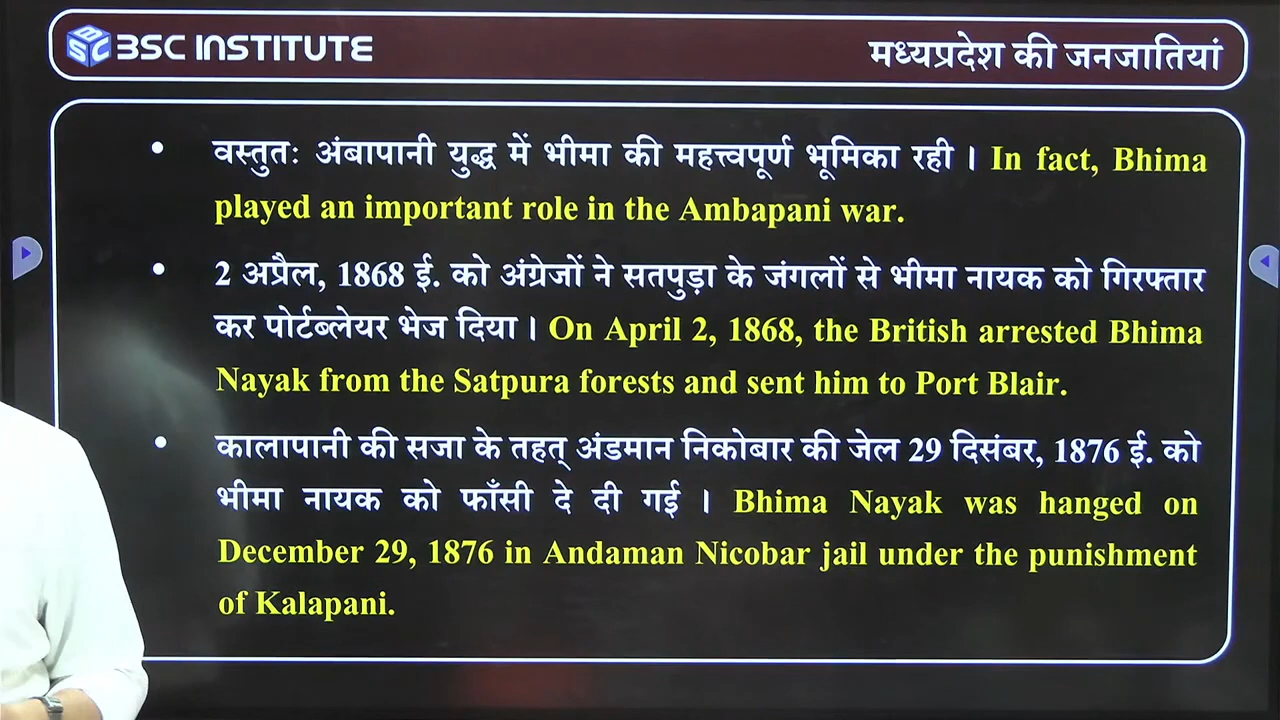 BSC INSTITUTE
मध्यप्रदेश की जनजातियां
वस्तुतः अंबापानी युद्ध में भीमा की महत्त्वपूर्ण भूमिका रही । In fact, Bhima
played an important role in the Ambapani war.
2 अप्रैल, 1868 ई. को अंग्रेजों ने सतपुड़ा के जंगलों से भीमा नायक को गिरफ्तार
कर पोर्टब्लेयर भेज दिया । On April 2, 1868, the British arrested Bhima
Nayak from the Satpura forests and sent him to Port Blair.
कालापानी की सजा के तहत् अंडमान निकोबार की जेल 29 दिसंबर, 1876 ई. को
भीमा नायक को फाँसी दे दी गई । Bhima Nayak was hanged on
December 29, 1876 in Andaman Nicobar jail under the punishment
of Kalapani.